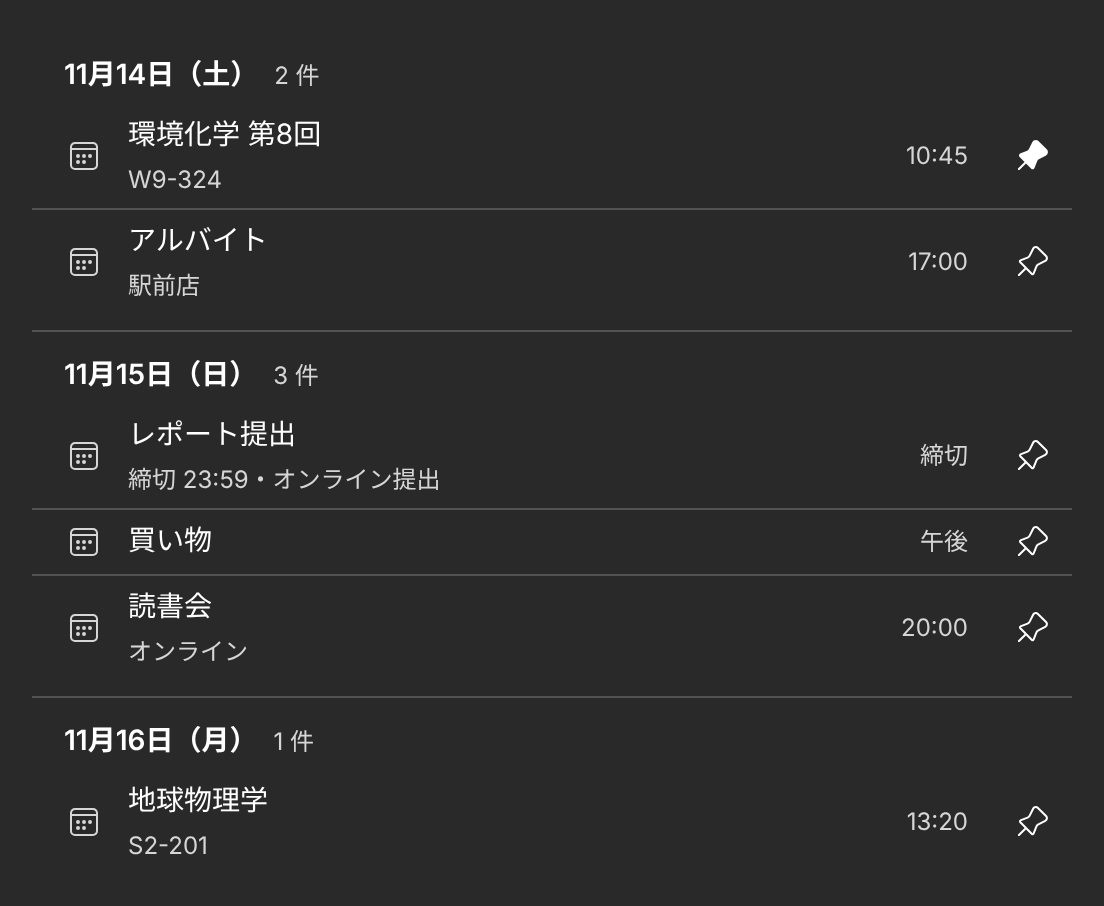 11月14日（土） 2 件
環境化学 第8回
W9-324
10:45
アルバイト
駅前店
17:00
11月15日（日） 3 件
レポート提出
締切 23:59・オンライン提出
締切
買い物
午後
読書会
オンライン
20:00
11月16日（月） 1 件
地球物理学
S2-201
13:20